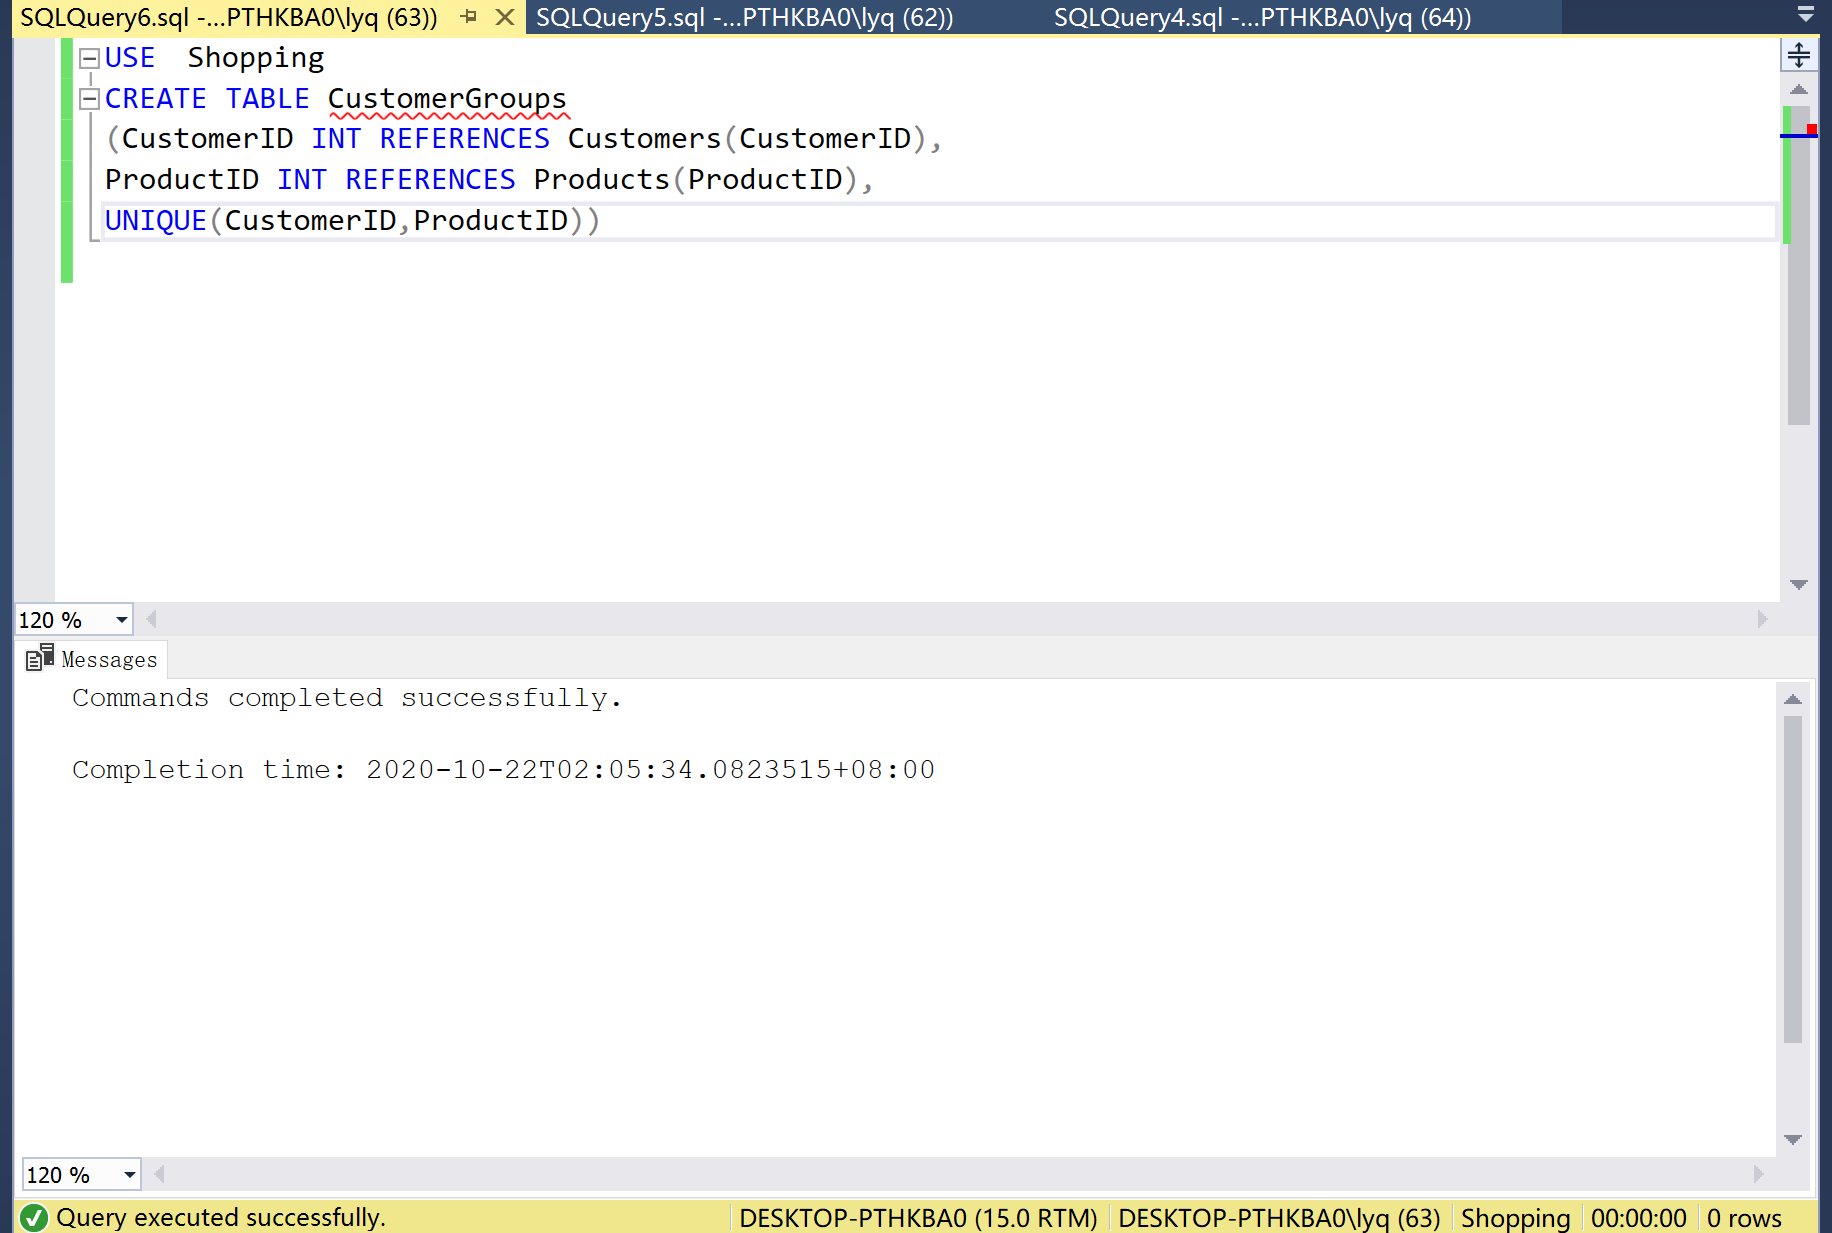 SQLQuery6.sql -...PTHKBA0\lyq (63)) SQLQuery5.sql -...PTHKBA0\lyq (62)) SQLQuery4.sql -...PTHKBA0\lyq (64))
USE  Shopping
CREATE TABLE CustomerGroups
(CustomerID INT REFERENCES Customers(CustomerID),
ProductID INT REFERENCES Products(ProductID),
UNIQUE(CustomerID,ProductID))
120 %
Messages
Commands completed successfully.
Completion time: 2020-10-22T02:05:34.0823515+08:00
120 %
Query executed successfully. DESKTOP-PTHKBA0 (15.0 RTM) DESKTOP-PTHKBA0\lyq (63) Shopping 00:00:00 0 rows